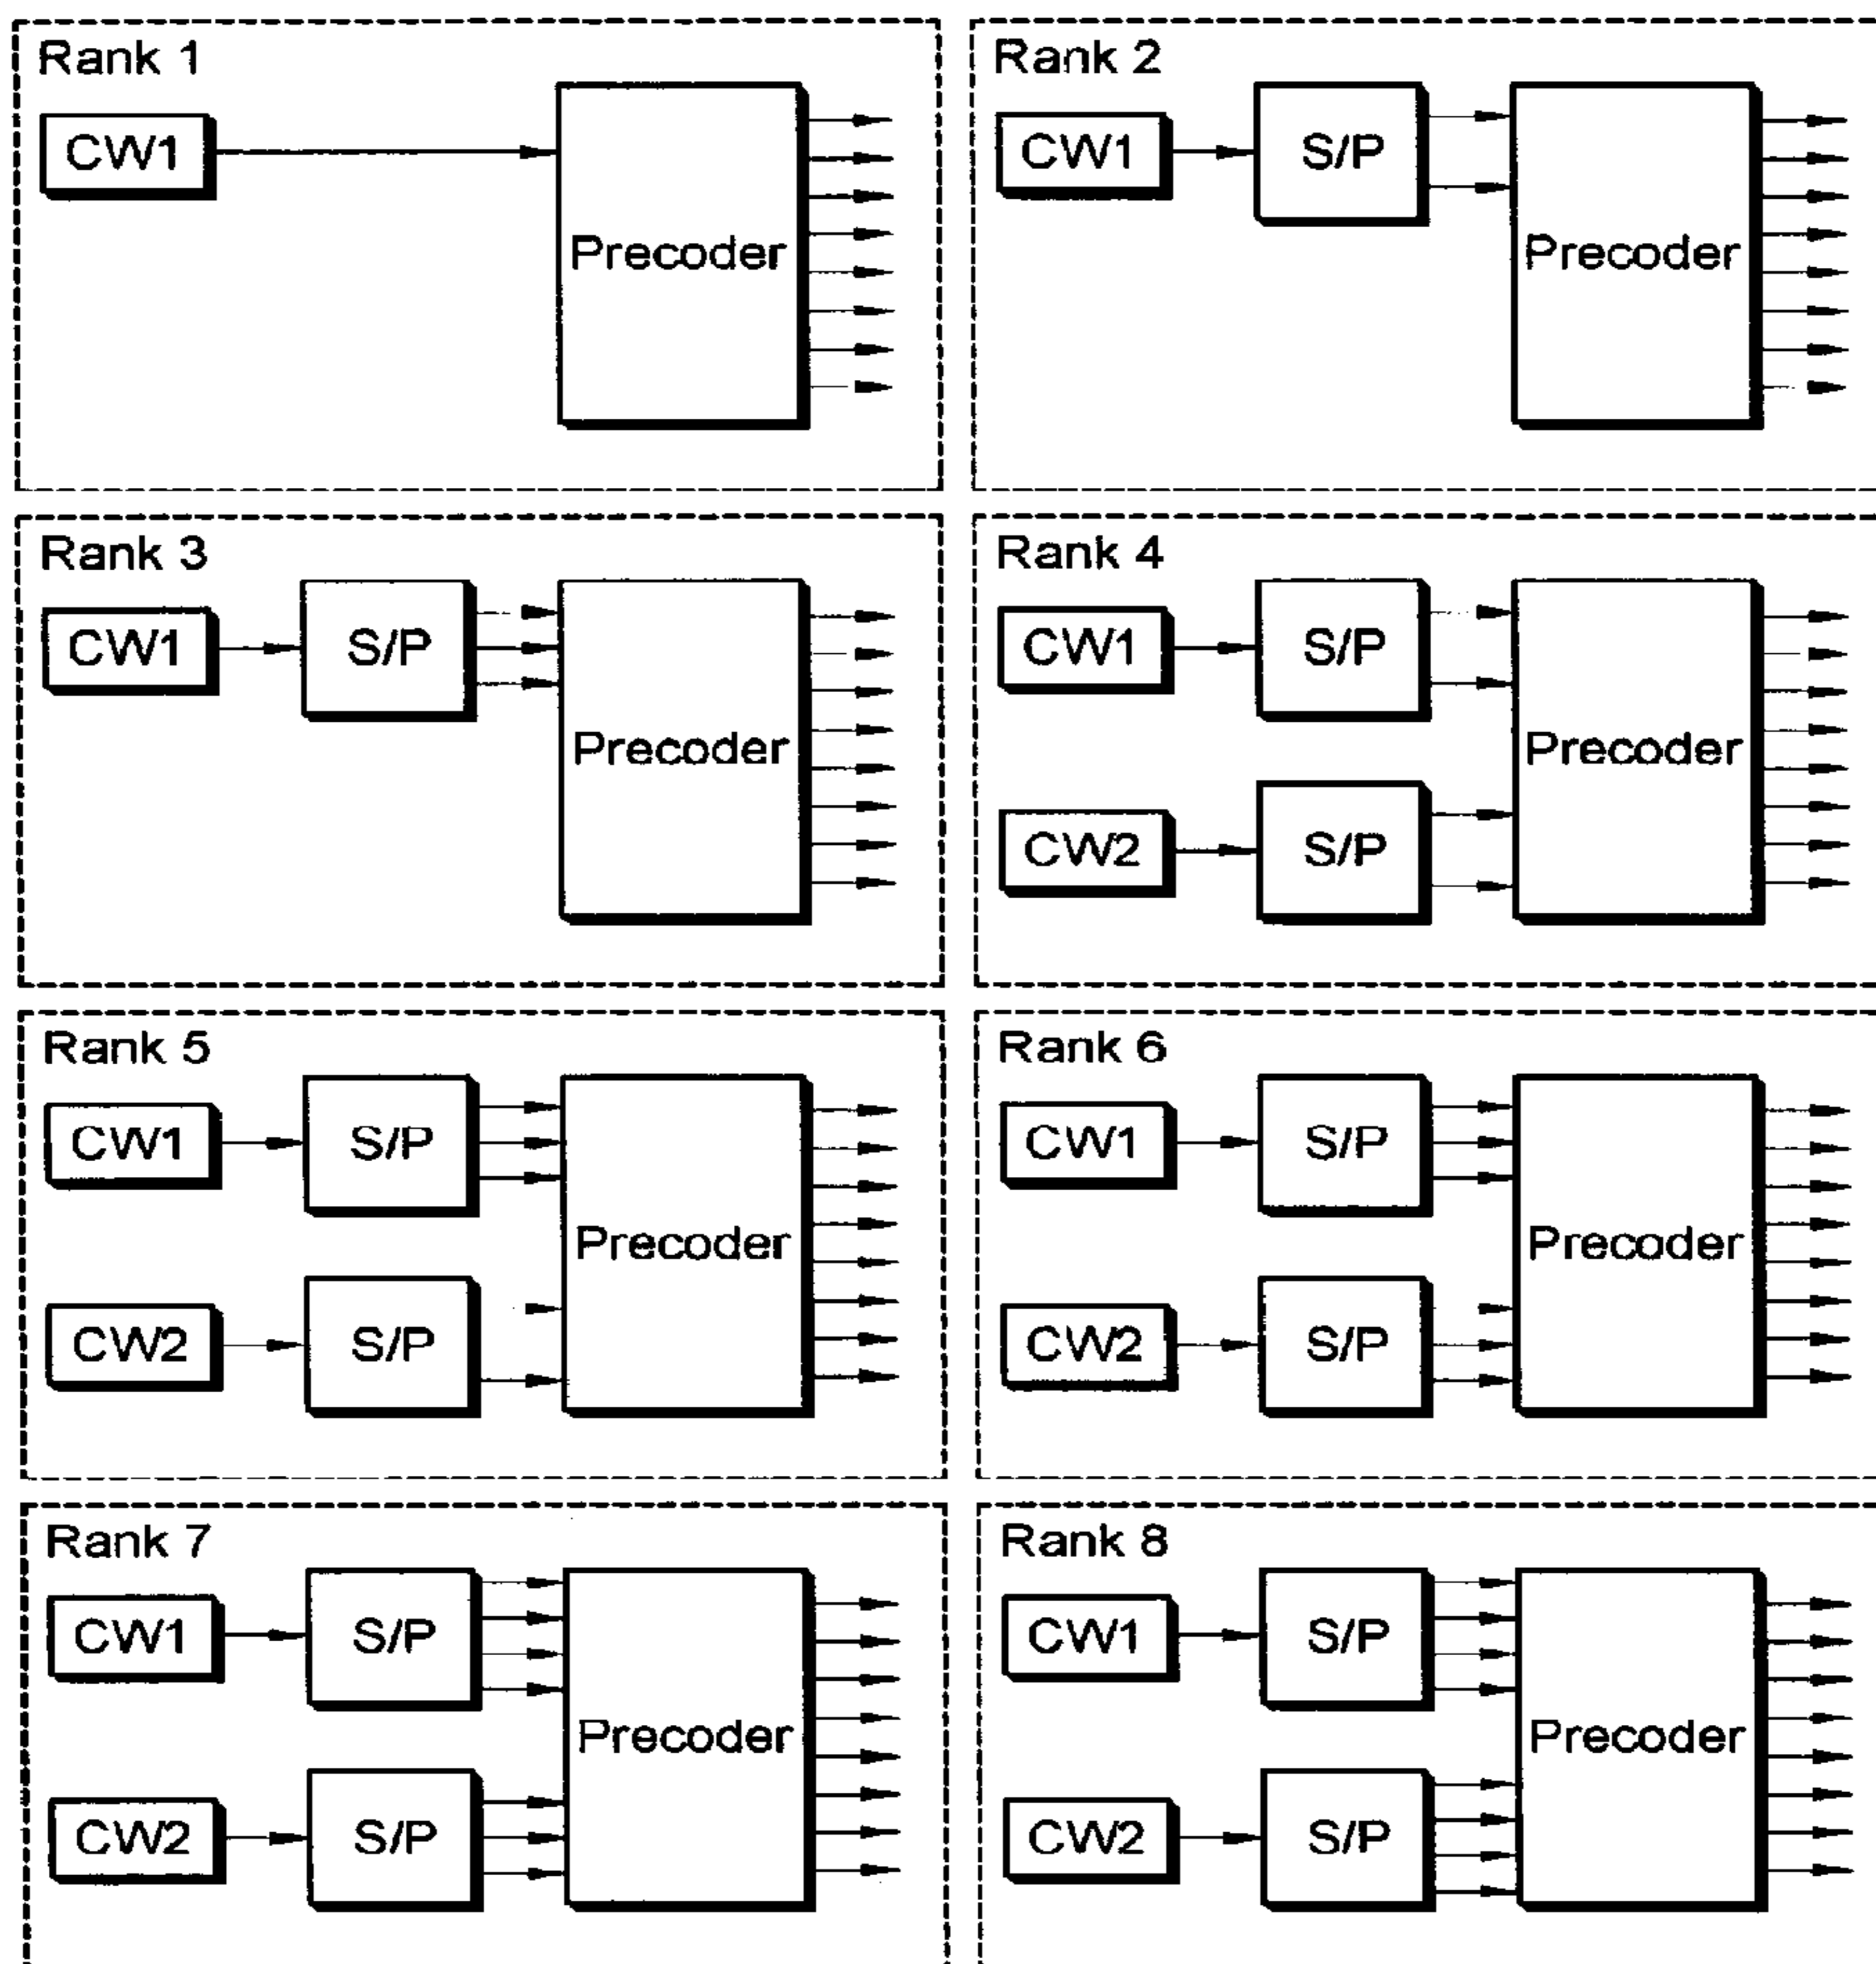 Rank 1
CW1
Precoder
Rank 2
CW1
S/P
Precoder
Rank 3
CW1
S/P
Precoder
Rank 4
CW1
S/P
Precoder
CW2
S/P
Rank 5
CW1
S/P
Precoder
CW2
S/P
Rank 6
CW1
S/P
Precoder
CW2
S/P
Rank 7
CW1
S/P
Precoder
CW2
S/P
Rank 8
CW1
S/P
Precoder
CW2
S/P